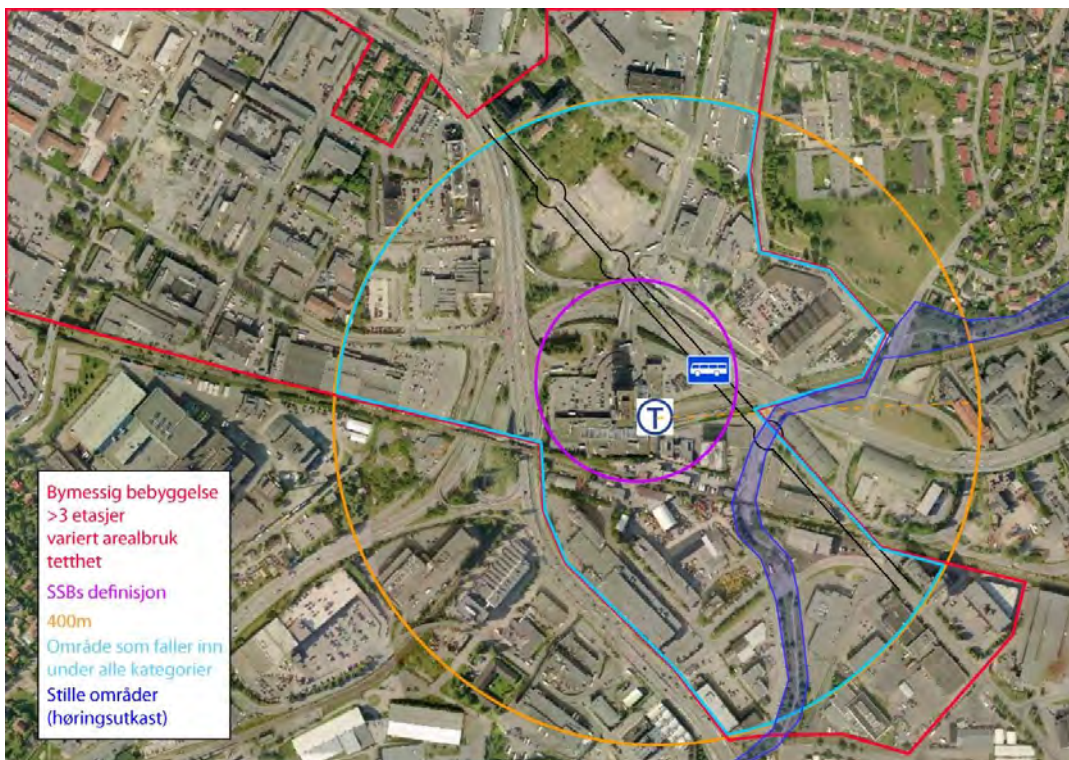 T
Bymessig bebyggelse
>3 etasjer
variert arealbruk
tetthet
SSBs definisjon
400m
Område som faller inn
under alle kategorier
Stille områder
(høringsutkast)